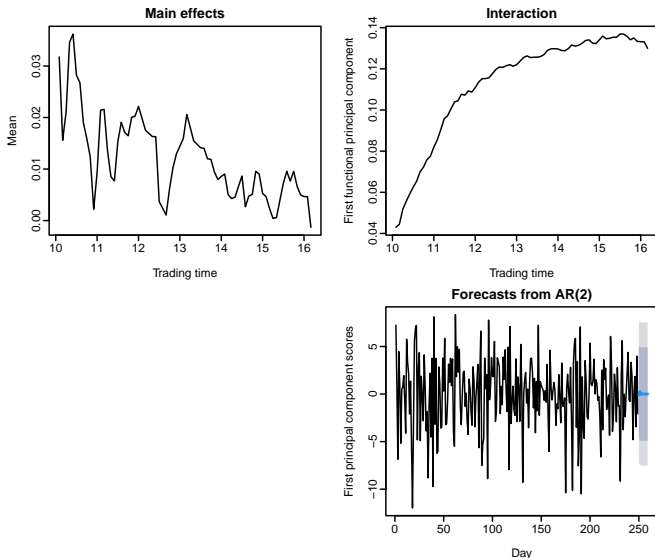 Main effects
Mean
0.00
0.01
0.02
0.03
10 11 12 13 14 15 16
Trading time
Interaction
First functional principal component
0.04
0.06
0.08
0.10
0.12
0.14
10 11 12 13 14 15 16
Trading time
Forecasts from AR(2)
First principal component scores
−10
−5
0
5
0 50 100 150 200 250
Day